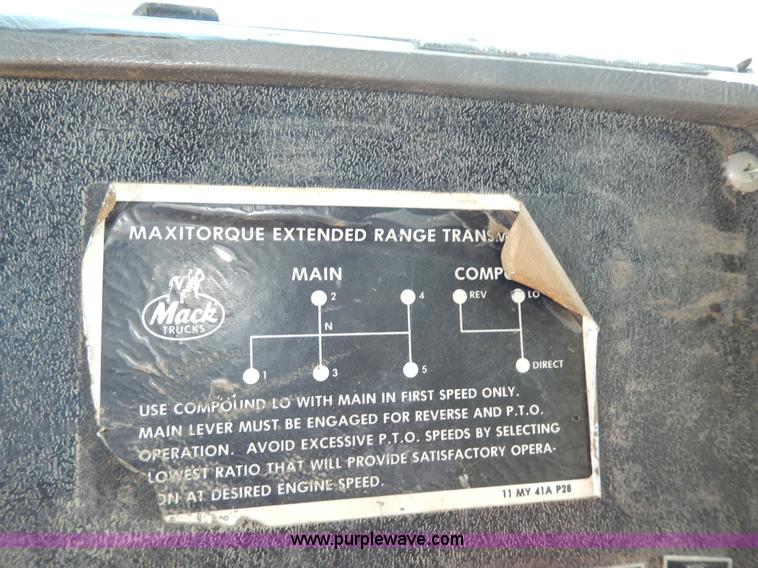 MAXITORQUE EXTENDED RANGE
MAIN
2
4
REV
LO
Mack
TRUCKS
N
1
3
5
DIRECT
USE COMPOUND LO WITH MAIN IN FIRST SPEED ONLY.
MAIN LEVER MUST BE ENGAGED FOR REVERSE AND P.T.O.
OPERATION. AVOID EXCESSIVE P.T.O. SPEEDS BY SELECTING
LOWEST RATIO THAT WILL PROVIDE SATISFACTORY OPERA-
ON AT DESIRED ENGINE SPEED.
11 MY 41A P28
www.purplewave.com